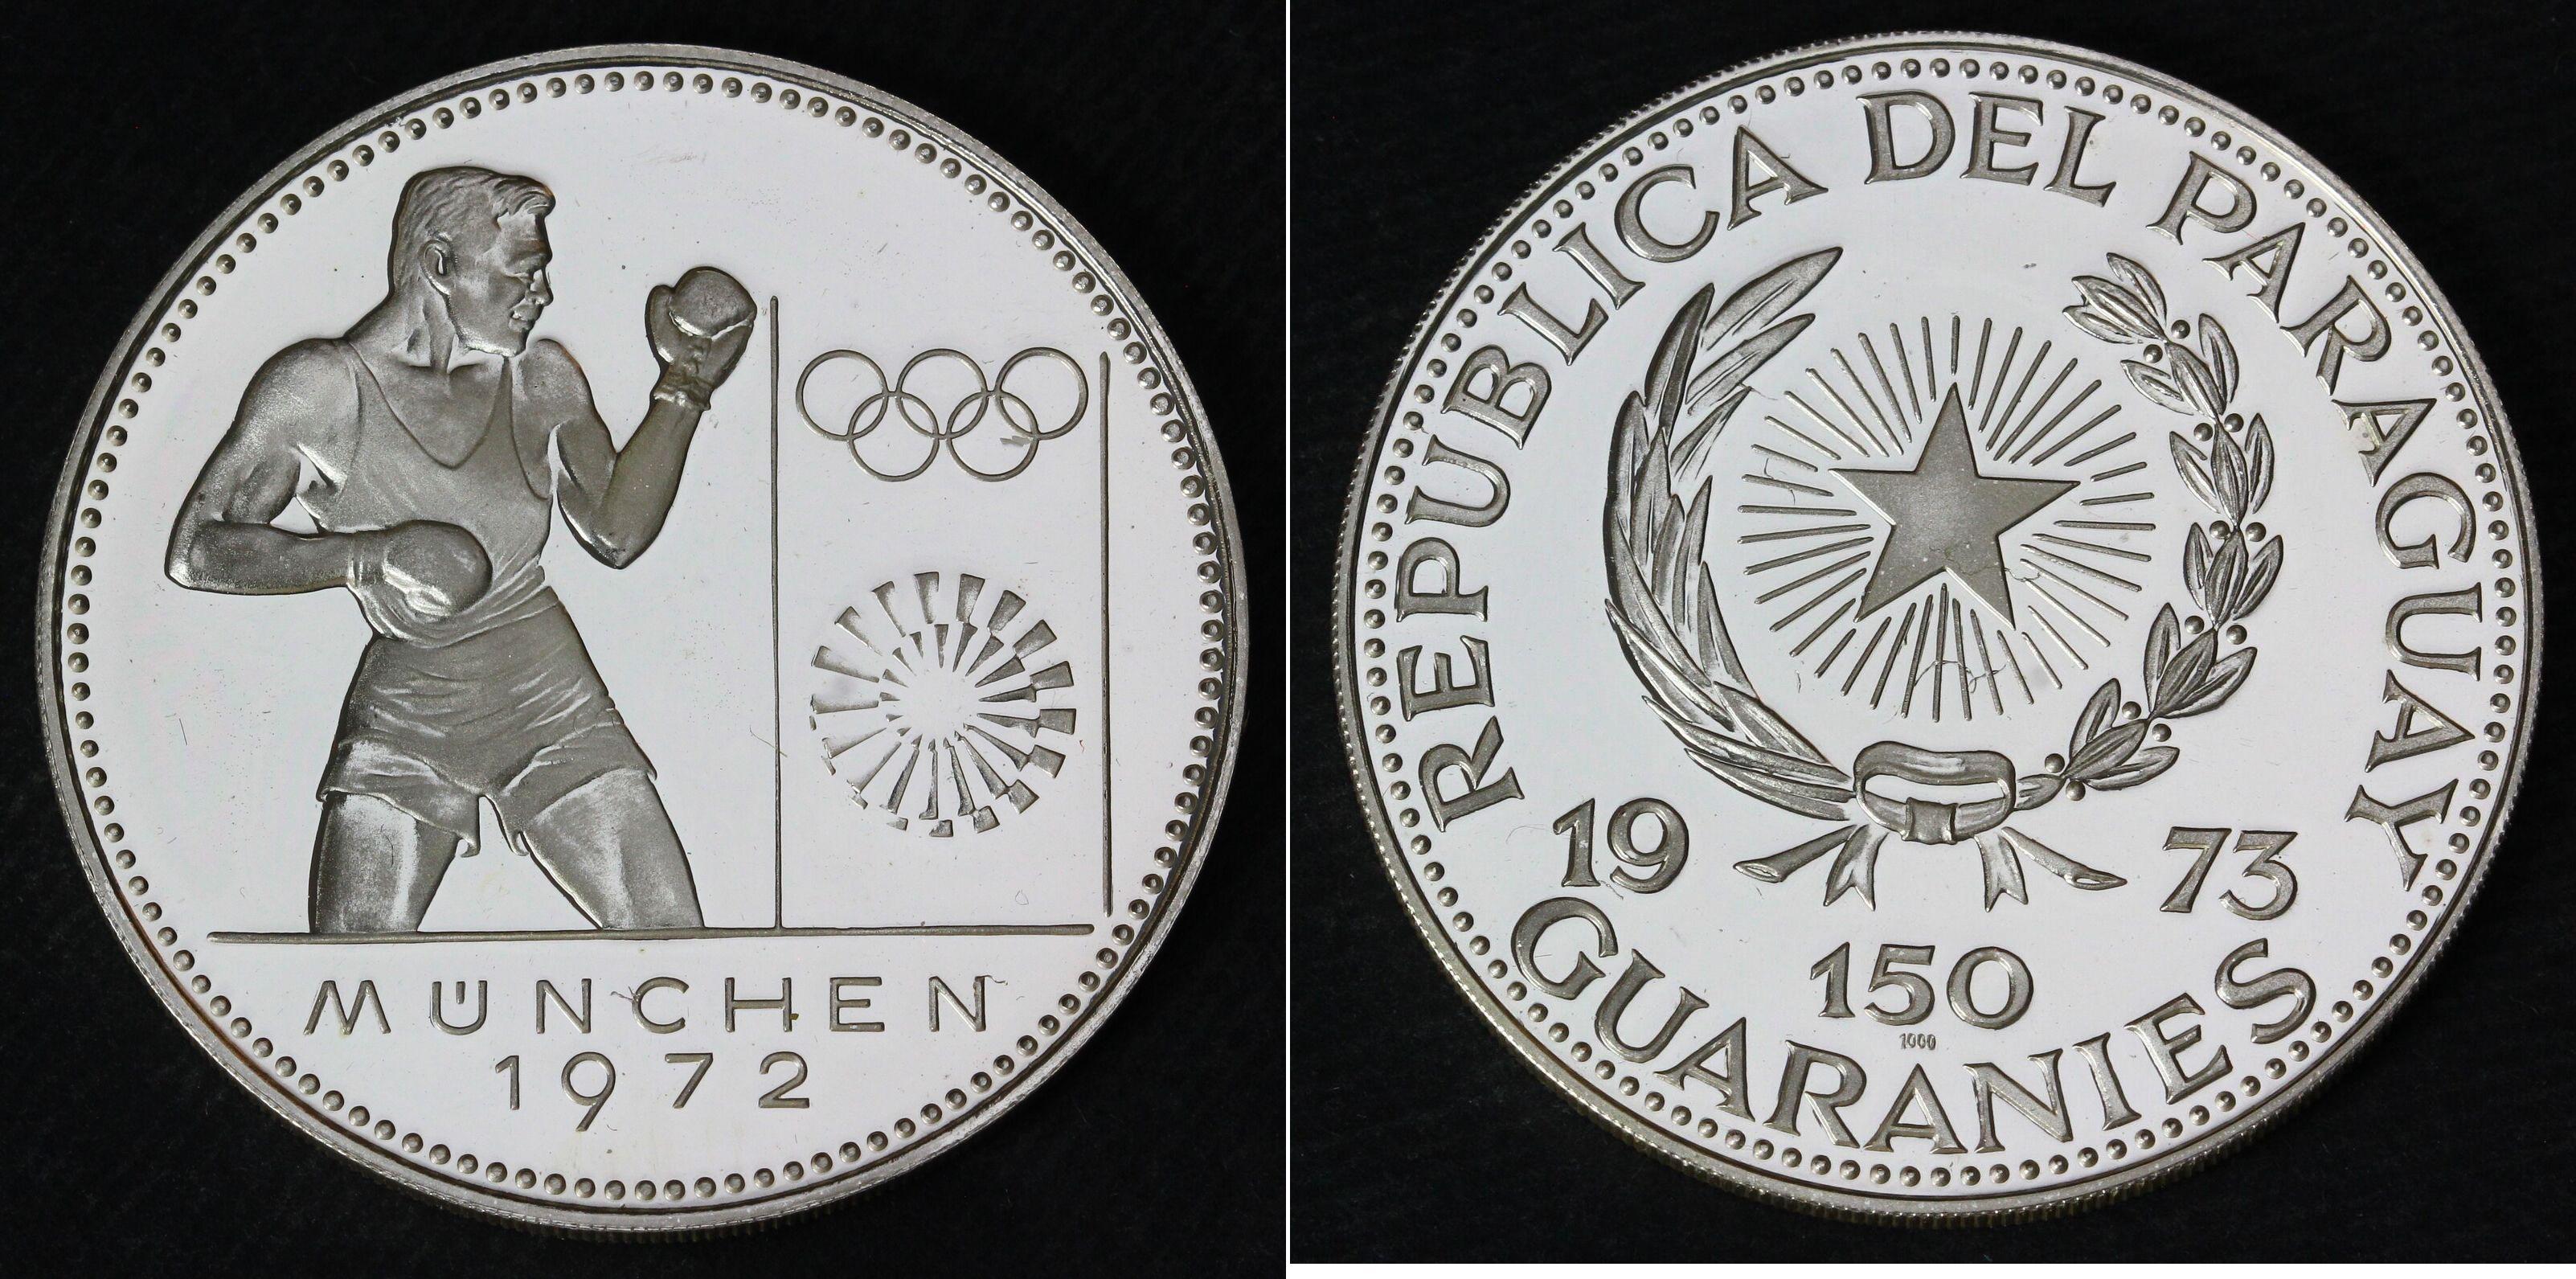 MÜNCHEN
1972
REPUBLICA DEL PARAGUAY
19 73
150
1000
GUARANIES